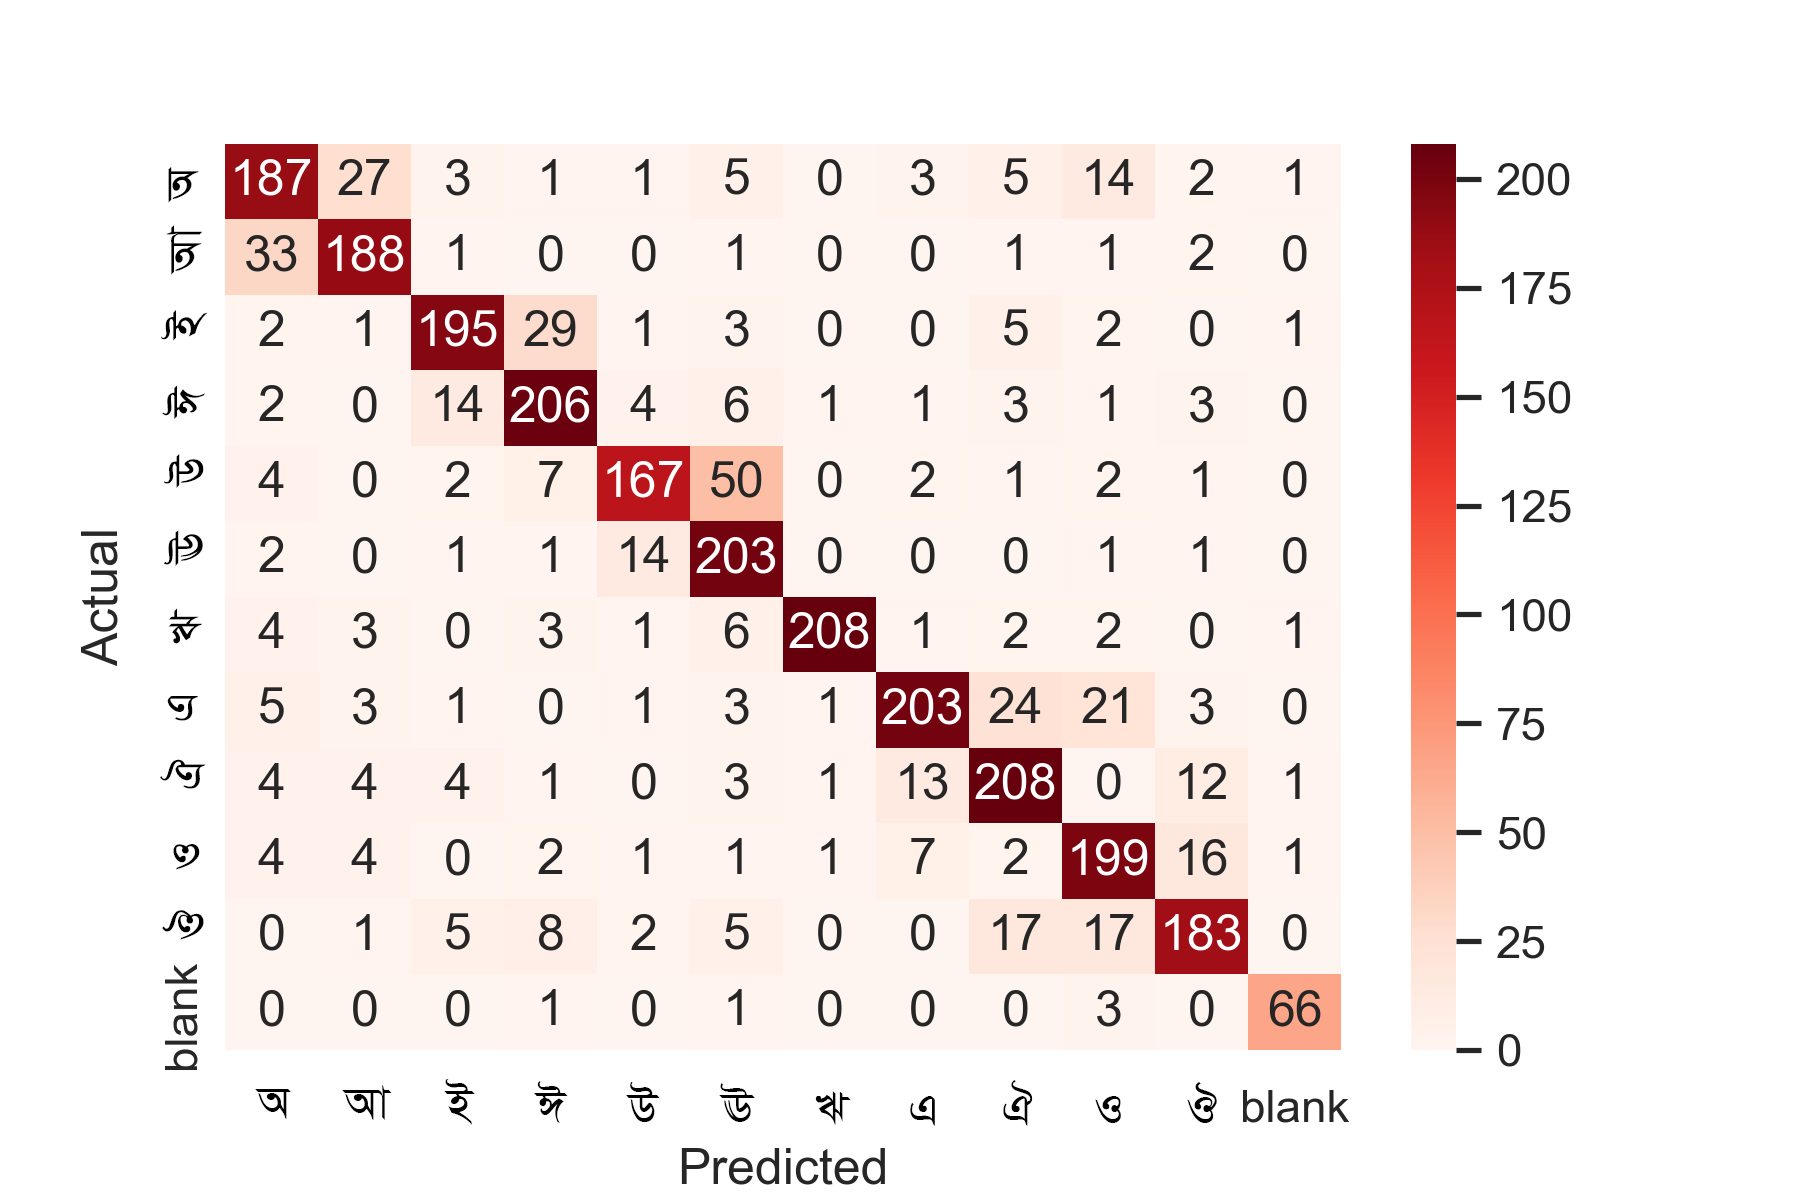 অ 187 27 3 1 1 5 0 3 5 14 2 1
আ 33 188 1 0 0 1 0 0 1 1 2 0
ই 2 1 195 29 1 3 0 0 5 2 0 1
ঈ 2 0 14 206 4 6 1 1 3 1 3 0
উ 4 0 2 7 167 50 0 2 1 2 1 0
ঊ 2 0 1 1 14 203 0 0 0 1 1 0
ঋ 4 3 0 3 1 6 208 1 2 2 0 1
এ 5 3 1 0 1 3 1 203 24 21 3 0
ঐ 4 4 4 1 0 3 1 13 208 0 12 1
ও 4 4 0 2 1 1 1 7 2 199 16 1
ঔ 0 1 5 8 2 5 0 0 17 17 183 0
blank 0 0 0 1 0 1 0 0 0 3 0 66
অ আ ই ঈ উ ঊ ঋ এ ঐ ও ঔ blank
Predicted
Actual
200
175
150
125
100
75
50
25
0